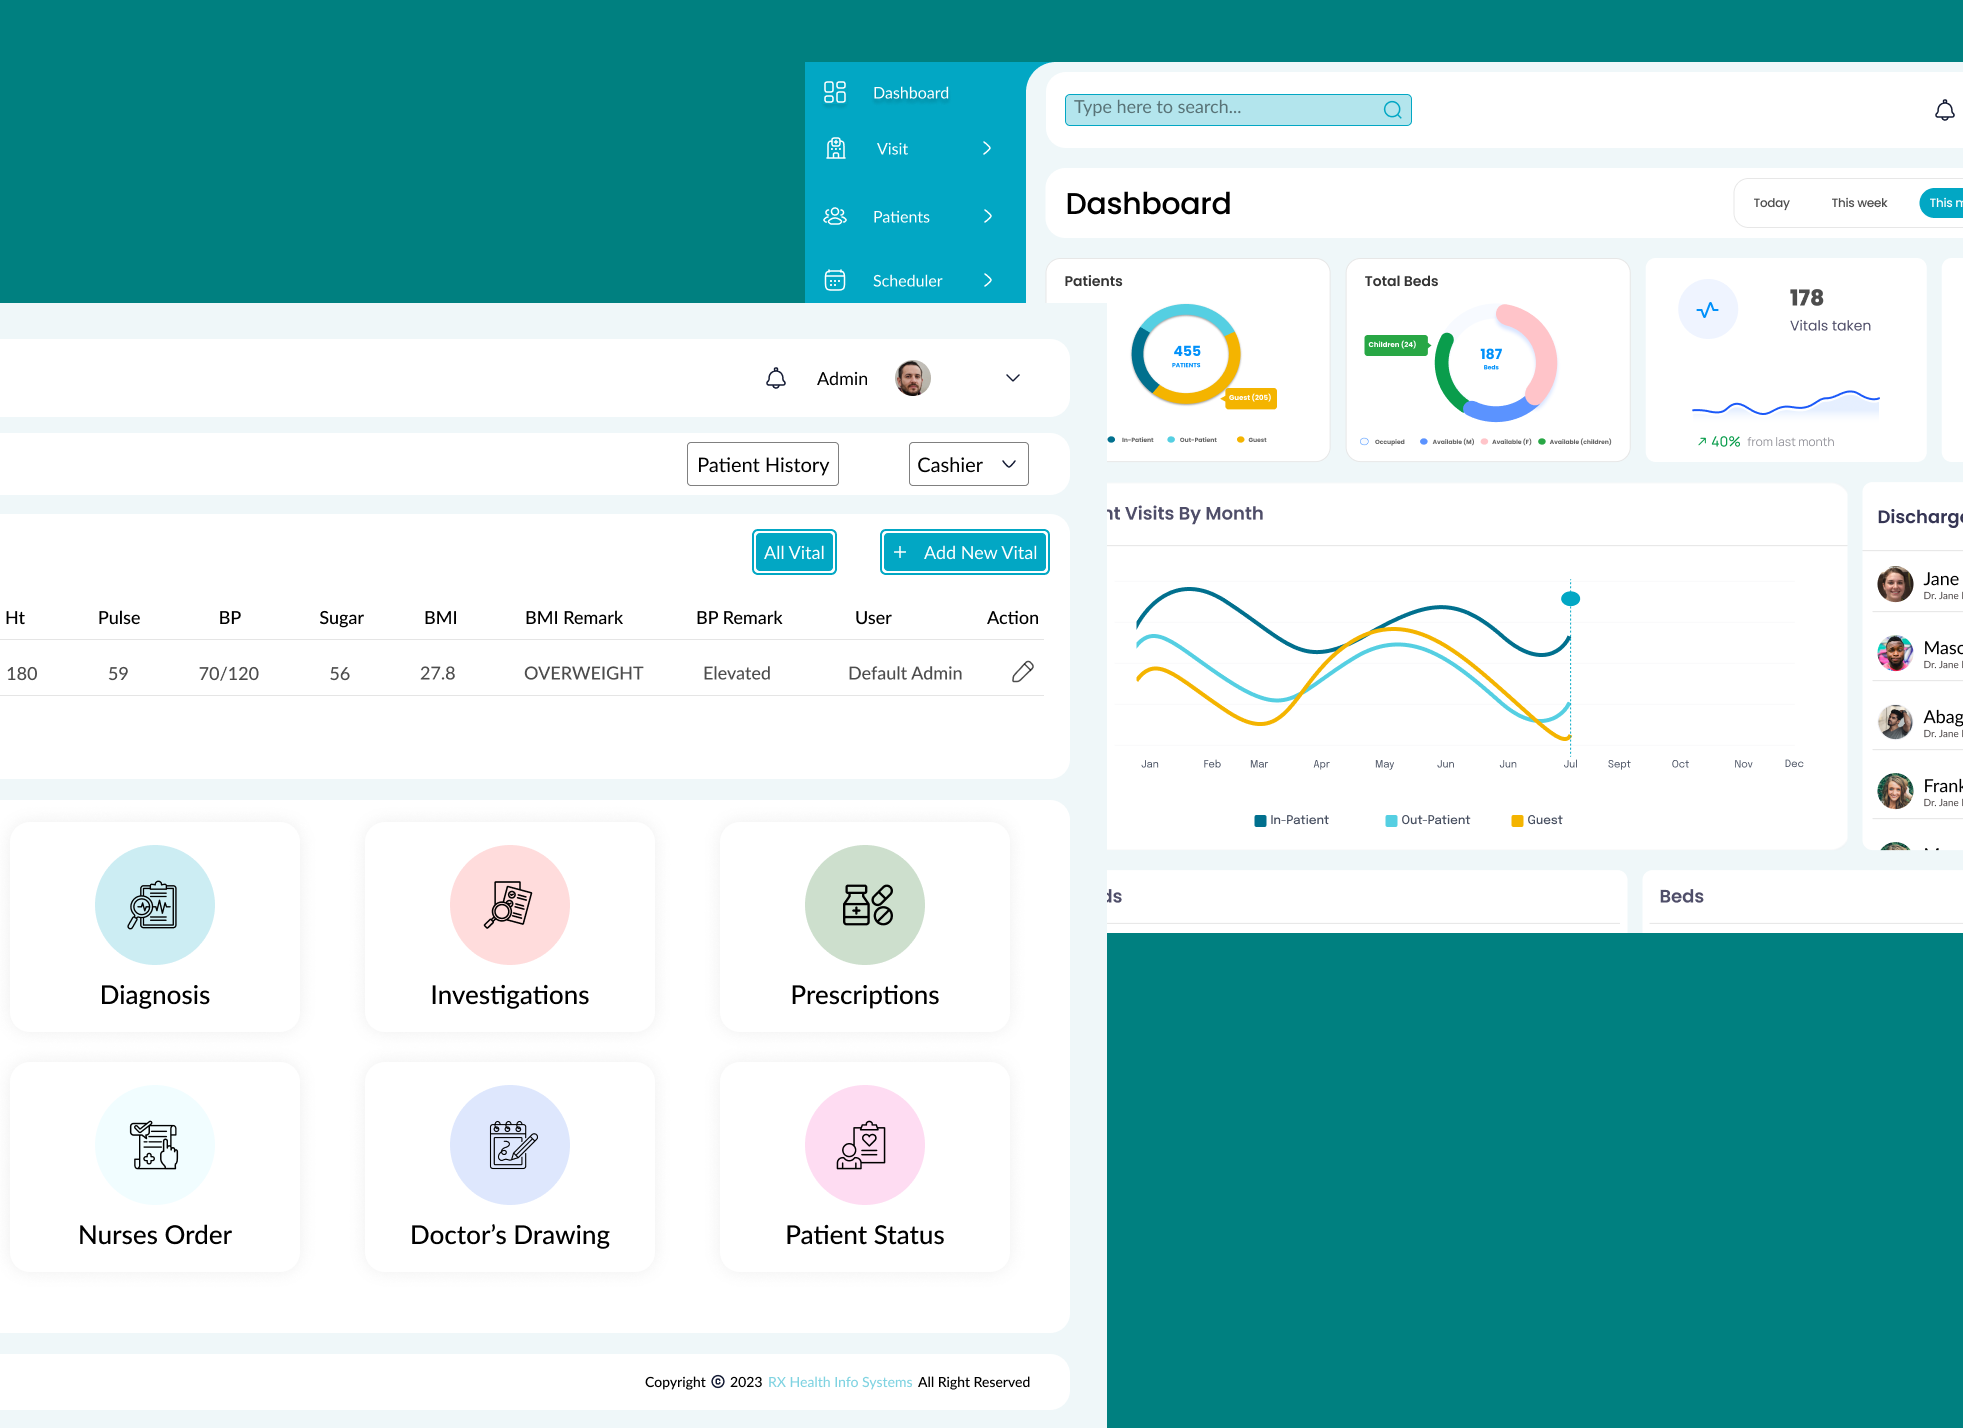 Dashboard
Visit
Patients
Scheduler
Type here to search...
Dashboard
Today This week This m
Patients
455
PATIENTS
Guest (205)
In-Patient Out-Patient Guest
Total Beds
Children (24)
187
Beds
Occupied Available (M) Available (F) Available (children)
178
Vitals taken
40% from last month
nt Visits By Month
Jan Feb Mar Apr May Jun Jun Jul Sept Oct Nov Dec
In-Patient Out-Patient Guest
Discharge
Jane
Dr. Jane
Maso
Dr. Jane
Abag
Dr. Jane
Frank
Dr. Jane
ds
Beds
Admin
Patient History Cashier
All Vital + Add New Vital
Ht Pulse BP Sugar BMI BMI Remark BP Remark User Action
180 59 70/120 56 27.8 OVERWEIGHT Elevated Default Admin
Diagnosis Investigations Prescriptions
Nurses Order Doctor’s Drawing Patient Status
Copyright © 2023 RX Health Info Systems All Right Reserved